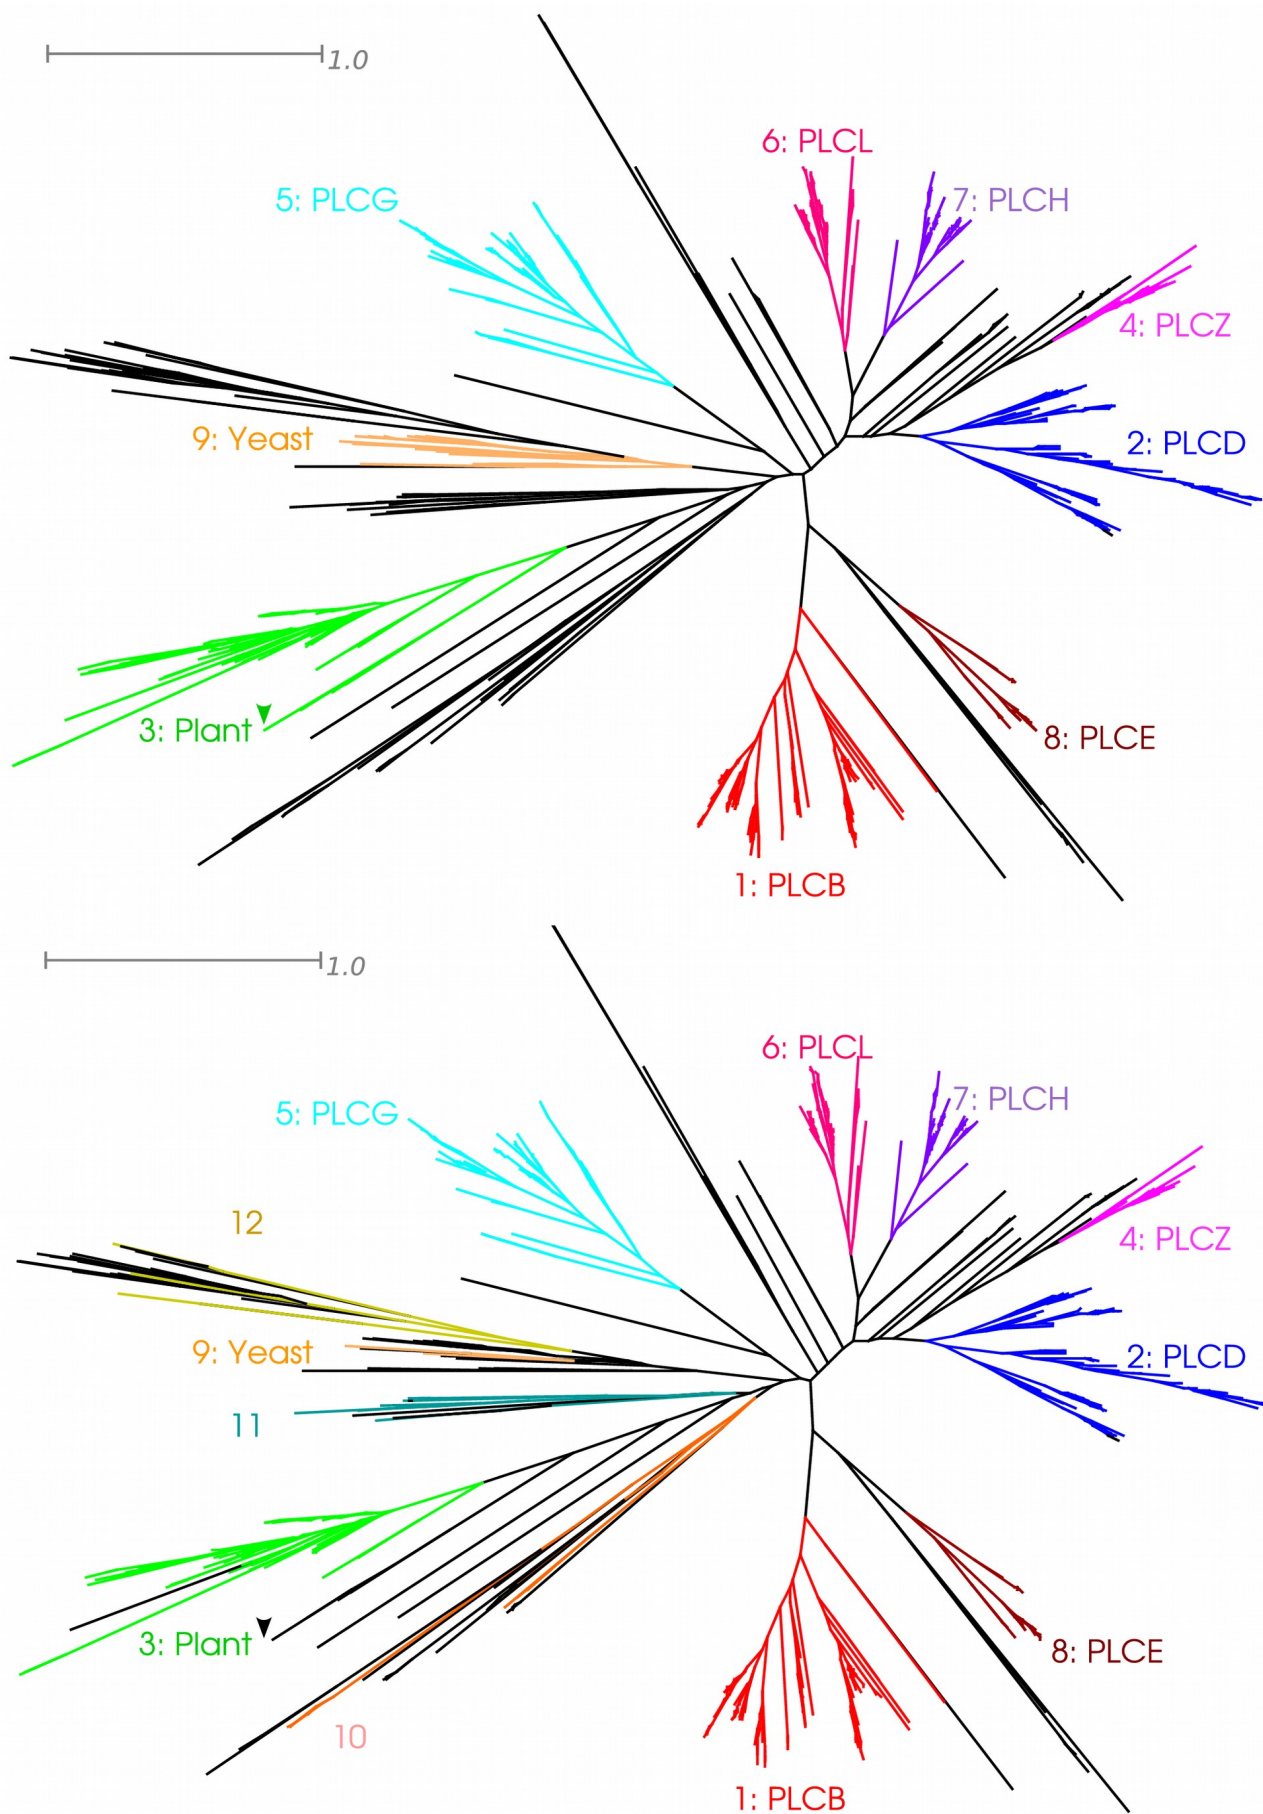 1.0
6: PLCL
5: PLCG
7: PLCH
4: PLCZ
9: Yeast
2: PLCD
3: Plant
8: PLCE
1: PLCB
1.0
6: PLCL
7: PLCH
5: PLCG
12
4: PLCZ
9: Yeast
2: PLCD
11
3: Plant
8: PLCE
10
1: PLCB